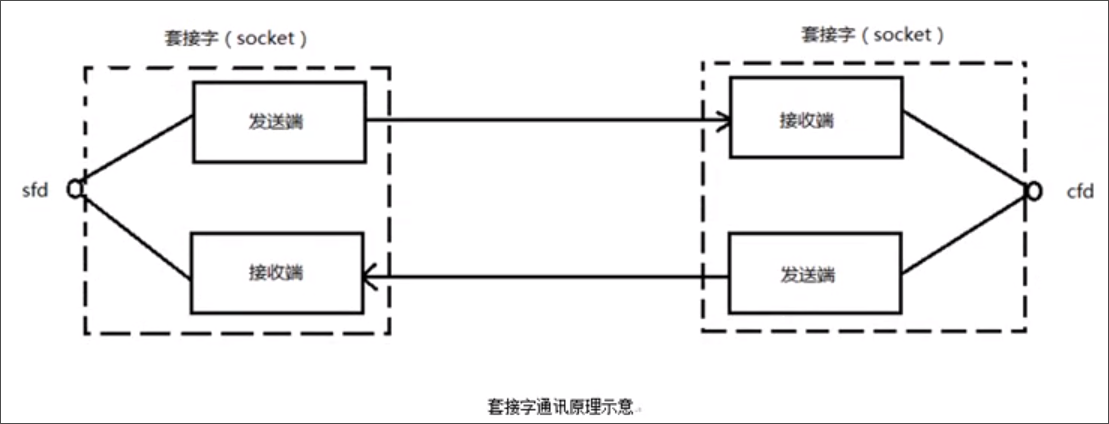 套接字（socket）
套接字（socket）
发送端
接收端
sfd
cfd
接收端
发送端
套接字通讯原理示意